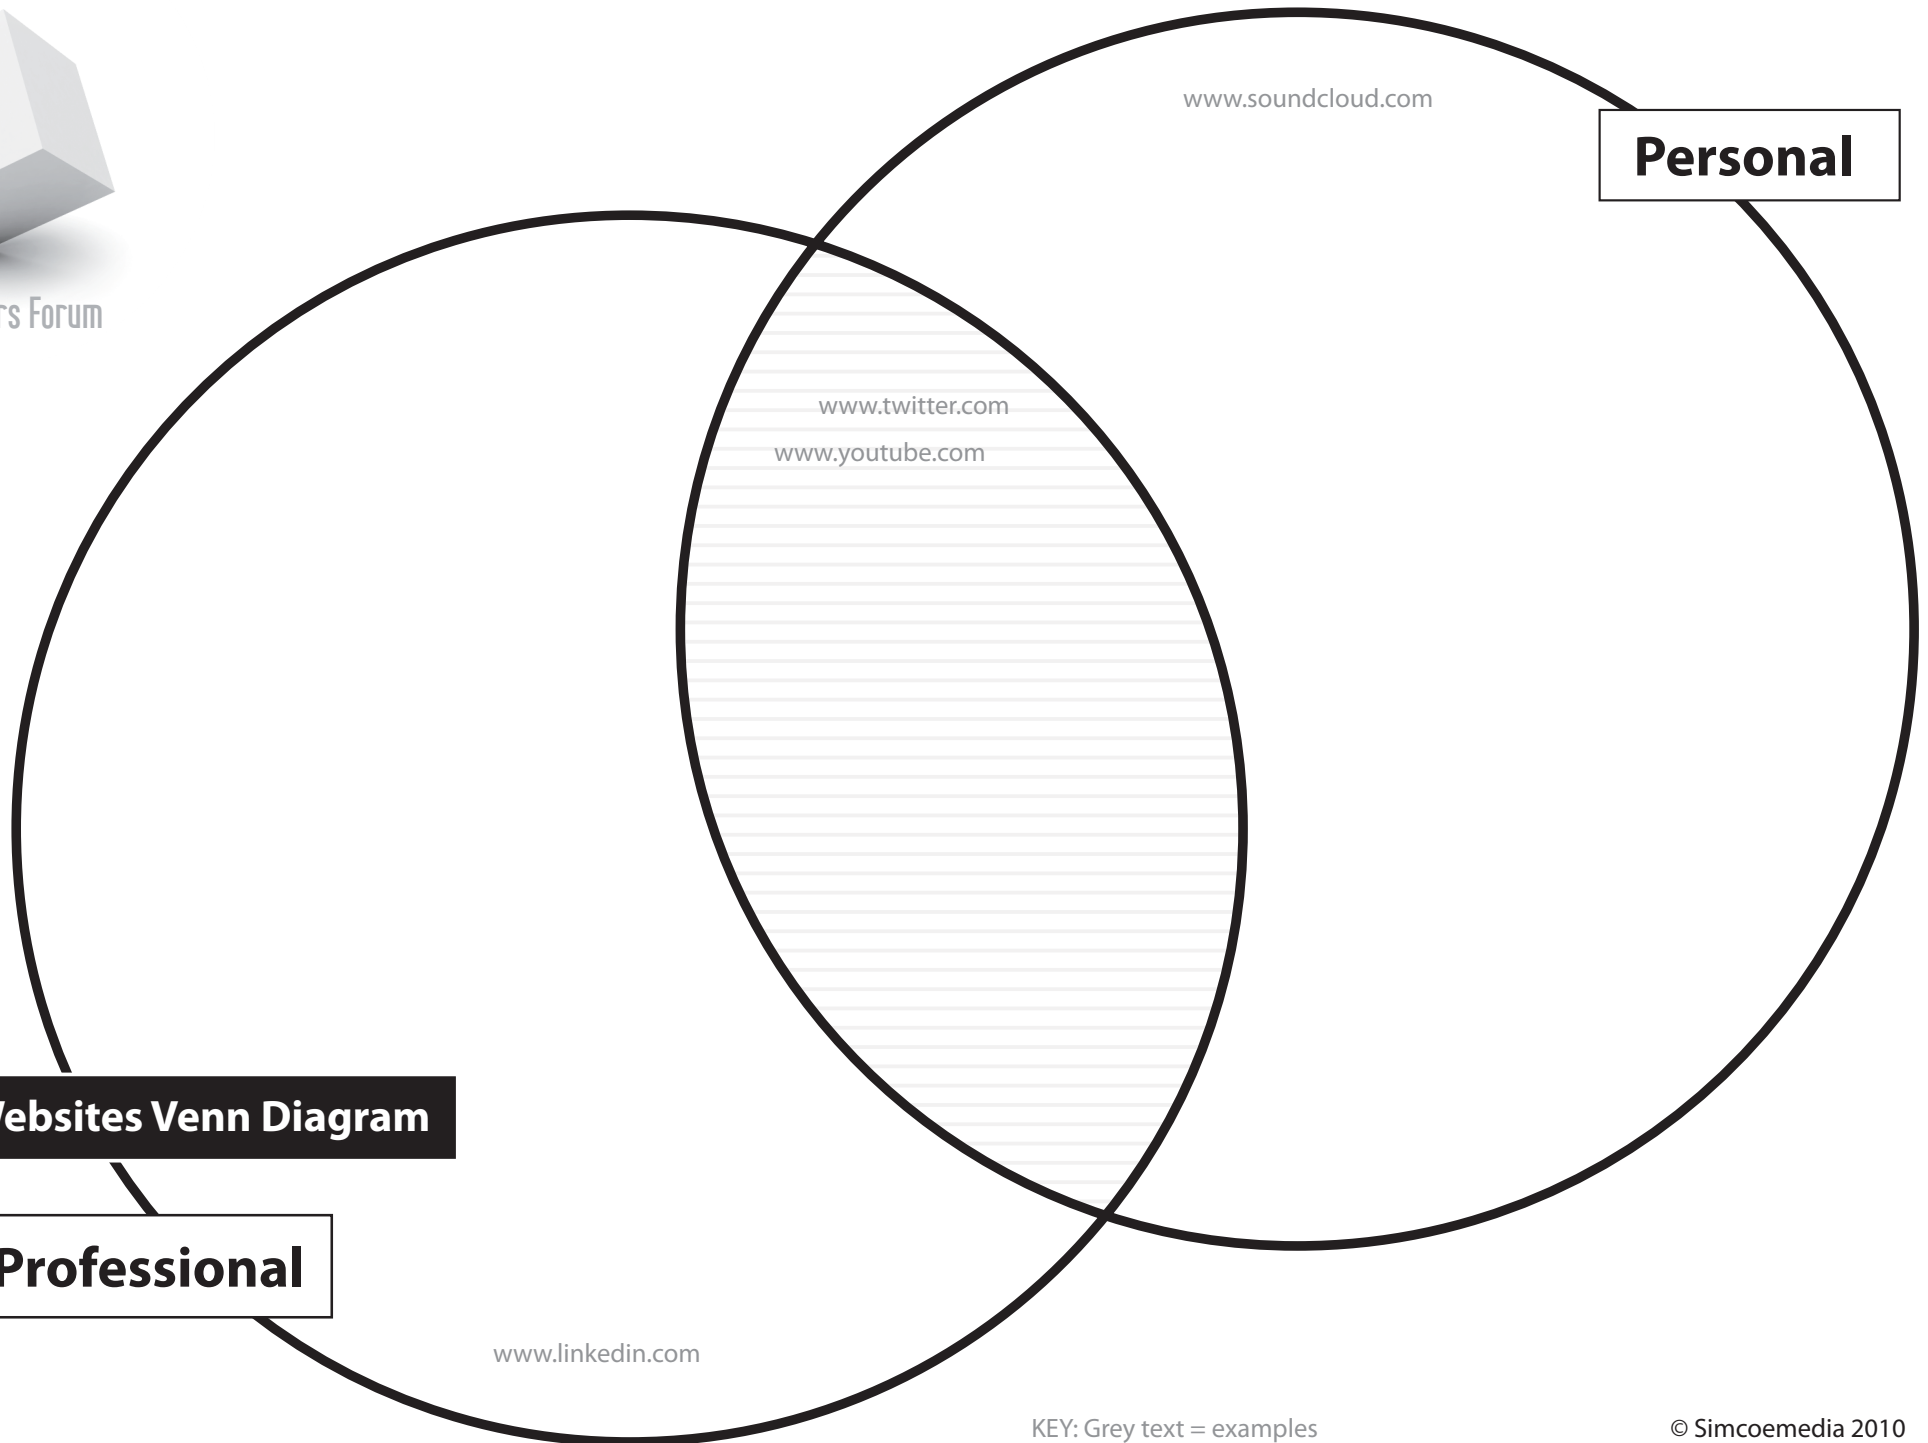 www.soundcloud.com
Personal
rs Forum
www.twitter.com
www.youtube.com
Websites Venn Diagram
Professional
www.linkedin.com
KEY: Grey text = examples
© Simcoemedia 2010